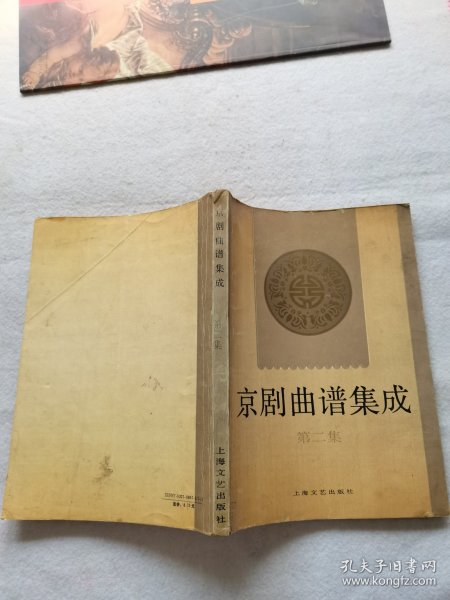 京剧曲谱集成
第二集
上海文艺出版社
京剧曲谱集成
第二集
上海文艺出版社
孔夫子旧书网
www.kongfz.com